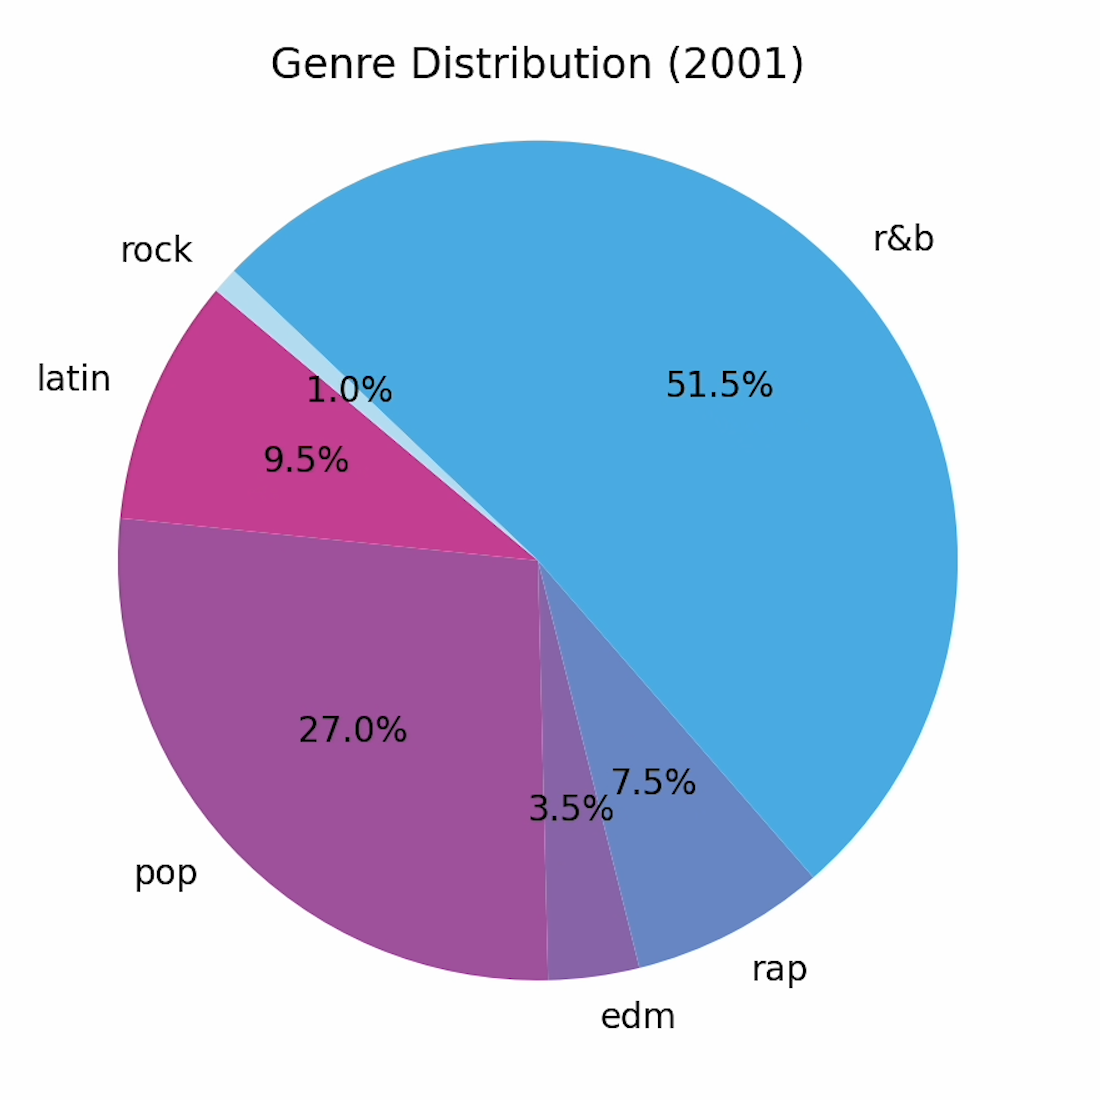 Genre Distribution (2001)
r&b
rock
latin
1.0%
51.5%
9.5%
27.0%
7.5%
3.5%
pop
rap
edm